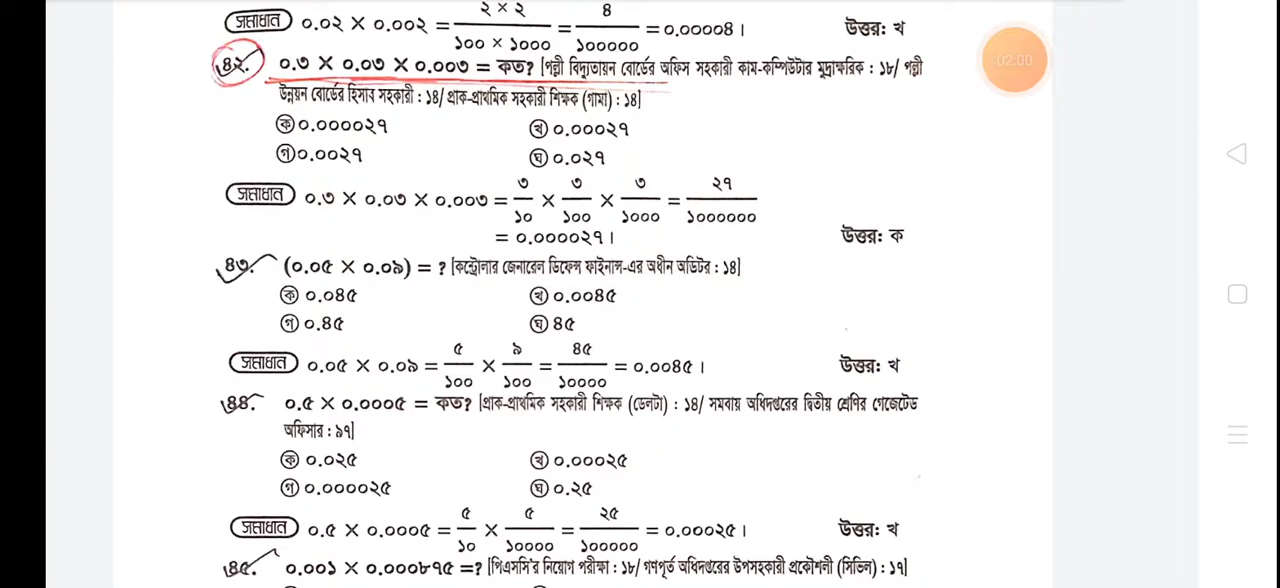 সমাধান ০.০২ × ০.০০২ = ২ × ২ / ১০০ × ১০০০ = ৪ / ১০০০০০ = ০.০০০০৪। উত্তর: খ
02:00
৪২. ০.৩ × ০.০৩ × ০.০০৩ = কত? [পল্লী বিদ্যুতায়ন বোর্ডের অফিস সহকারী কাম-কম্পিউটার মুদ্রাক্ষরিক : ১৮/ পল্লী
উন্নয়ন বোর্ডের হিসাব সহকারী : ১৪/ প্রাক-প্রাথমিক সহকারী শিক্ষক (গামা) : ১৪]
ক ০.০০০০২৭ খ ০.০০০২৭
গ ০.০০২৭ ঘ ০.০২৭
সমাধান ০.৩ × ০.০৩ × ০.০০৩ = ৩/১০ × ৩/১০০ × ৩/১০০০ = ২৭/১০০০০০০
= ০.০০০০২৭। উত্তর: ক
৪৩. (০.০৫ × ০.০৯) = ? [কন্ট্রোলার জেনারেল ডিফেন্স ফাইনান্স-এর অধীন অডিটর : ১৪]
ক ০.০৪৫ খ ০.০০৪৫
গ ০.৪৫ ঘ ৪৫
সমাধান ০.০৫ × ০.০৯ = ৫/১০০ × ৯/১০০ = ৪৫/১০০০০ = ০.০০৪৫। উত্তর: খ
৪৪. ০.৫ × ০.০০০৫ = কত? [প্রাক-প্রাথমিক সহকারী শিক্ষক (ডেলটা) : ১৪/ সমবায় অধিদপ্তরের দ্বিতীয় শ্রেণির গেজেটেড
অফিসার : ৯৭]
ক ০.০২৫ খ ০.০০০২৫
গ ০.০০০০২৫ ঘ ০.২৫
সমাধান ০.৫ × ০.০০০৫ = ৫/১০ × ৫/১০০০০ = ২৫/১০০০০০ = ০.০০০২৫। উত্তর: খ
৪৫. ০.০০১ × ০.০০০৮৭৫ =? [পিএসসি'র নিয়োগ পরীক্ষা : ১৮/ গণপূর্ত অধিদপ্তরের উপসহকারী প্রকৌশলী (সিভিল) : ১৭]